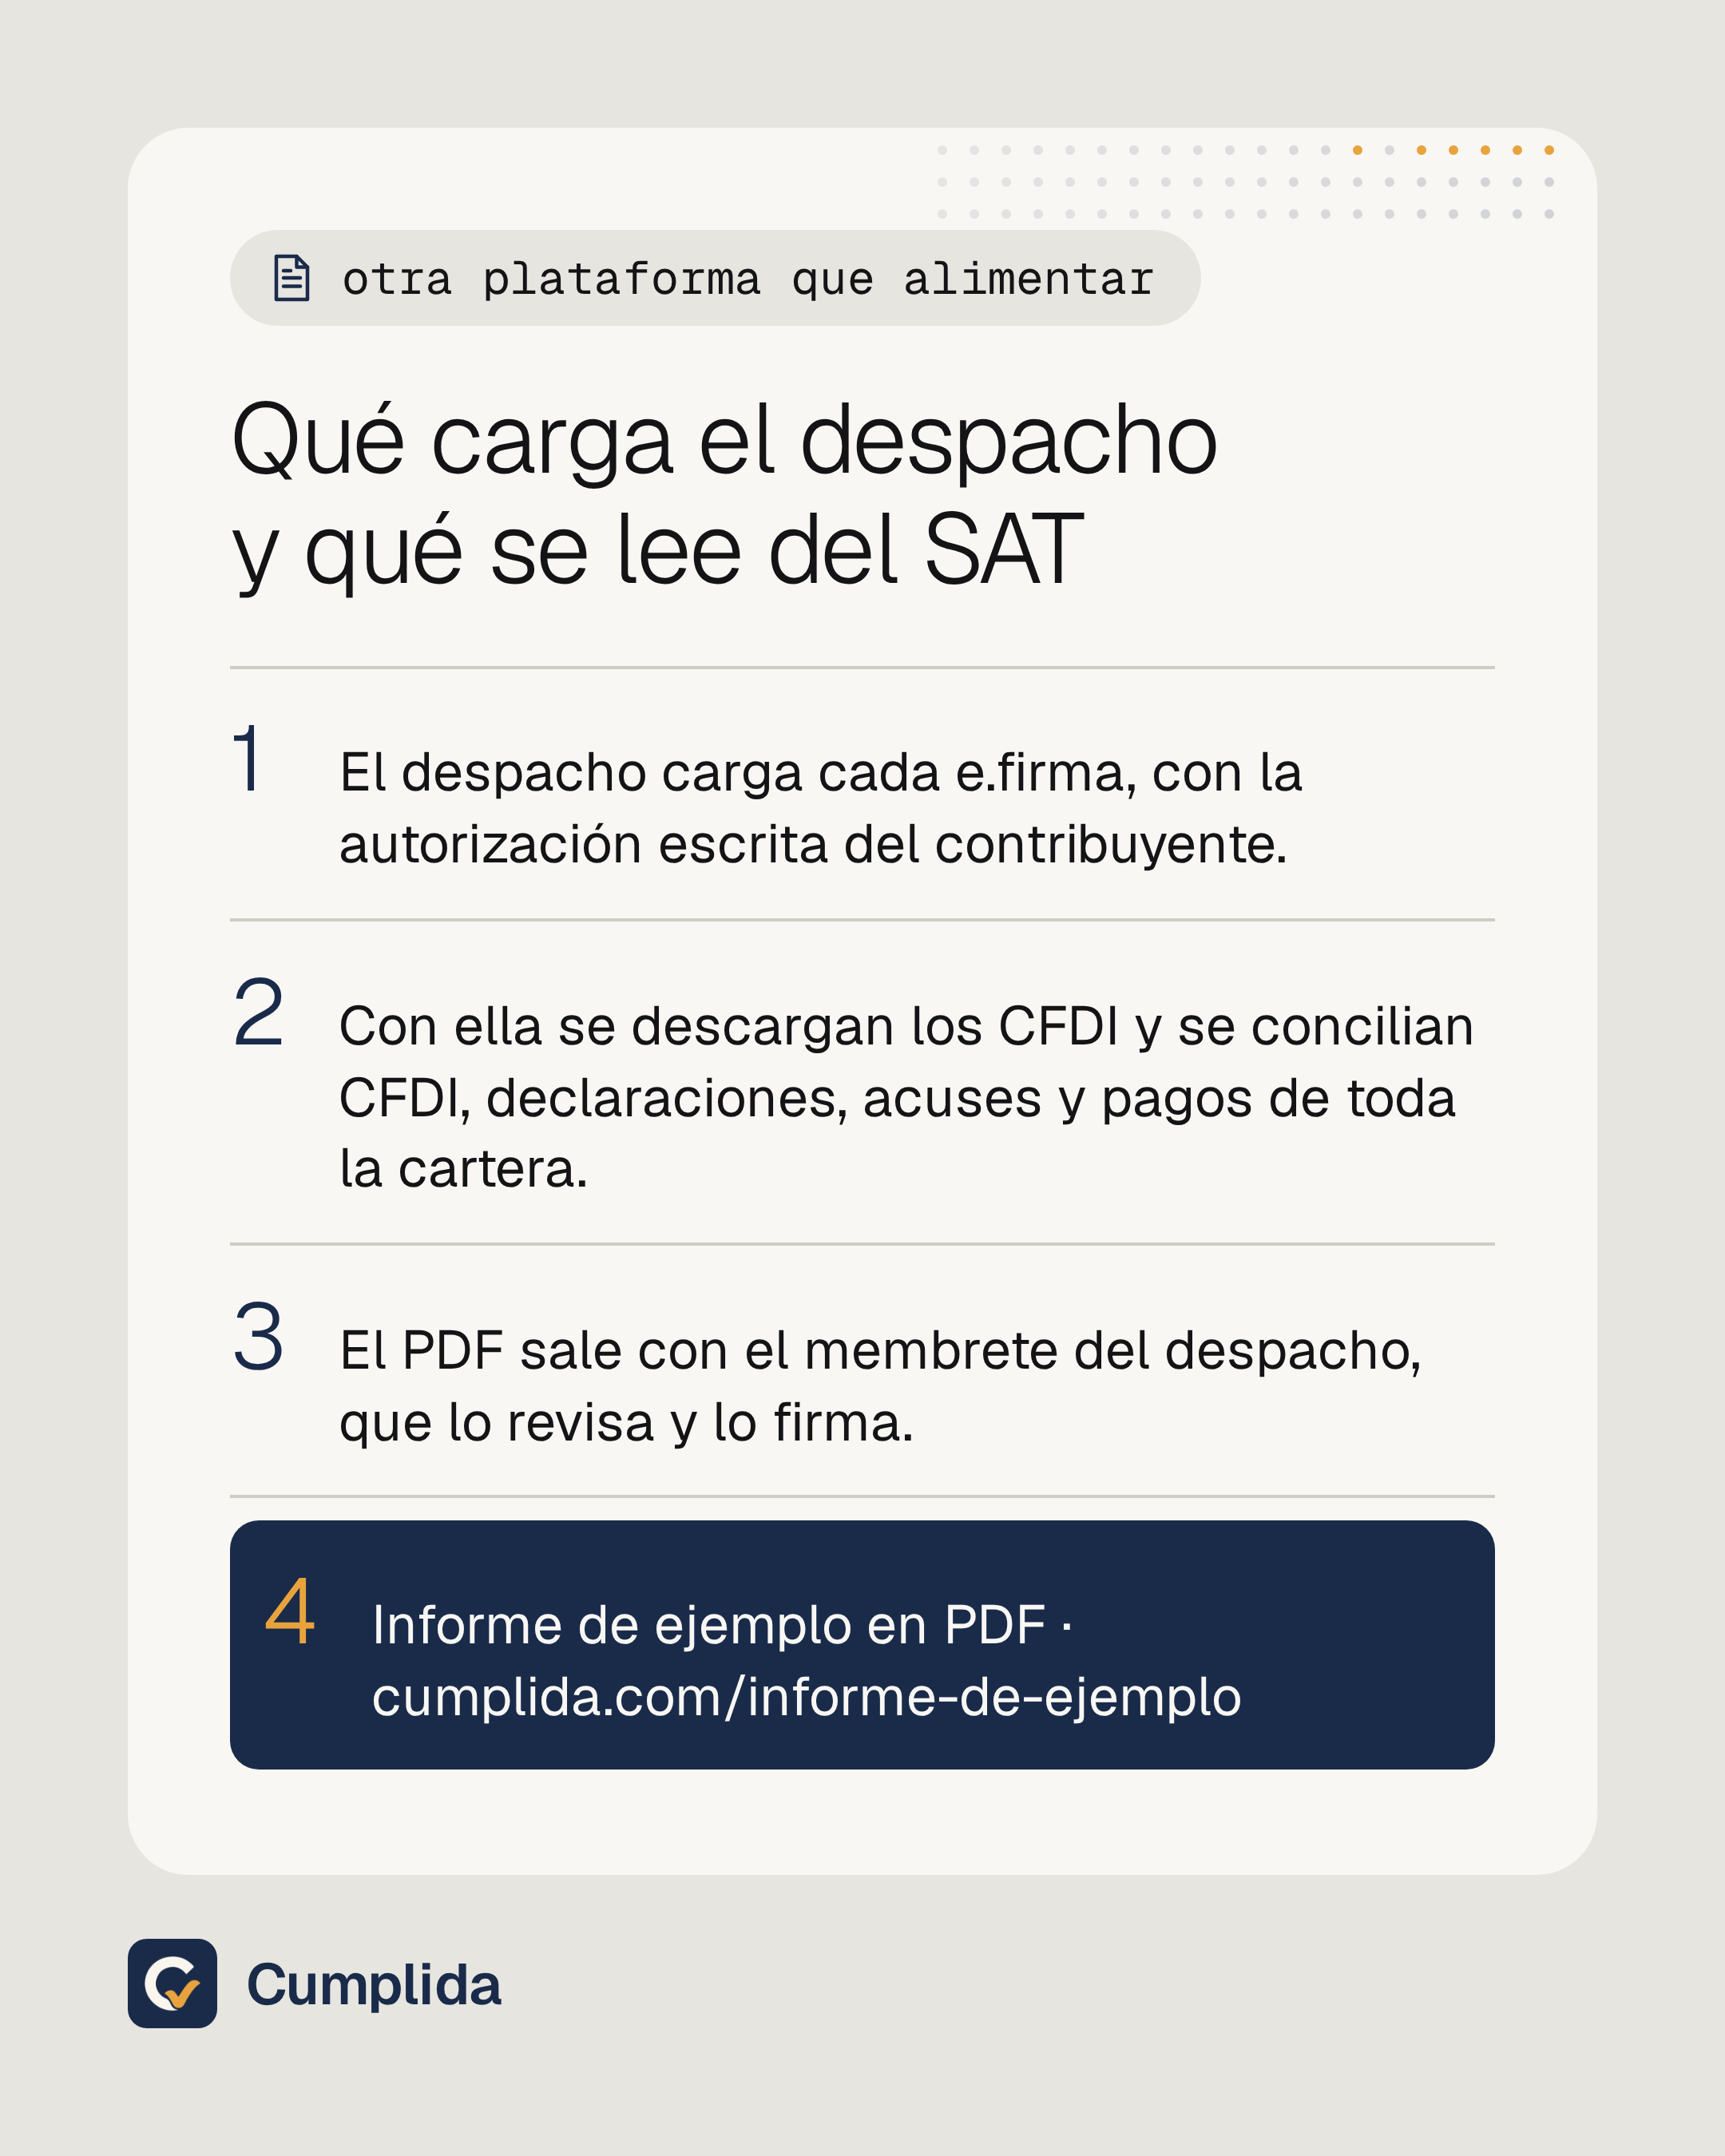 otra plataforma que alimentar
Qué carga el despacho
y qué se lee del SAT
1
El despacho carga cada e.firma, con la
autorización escrita del contribuyente.
2
Con ella se descargan los CFDI y se concilian
CFDI, declaraciones, acuses y pagos de toda
la cartera.
3
El PDF sale con el membrete del despacho,
que lo revisa y lo firma.
4
Informe de ejemplo en PDF ·
cumplida.com/informe-de-ejemplo
Cumplida